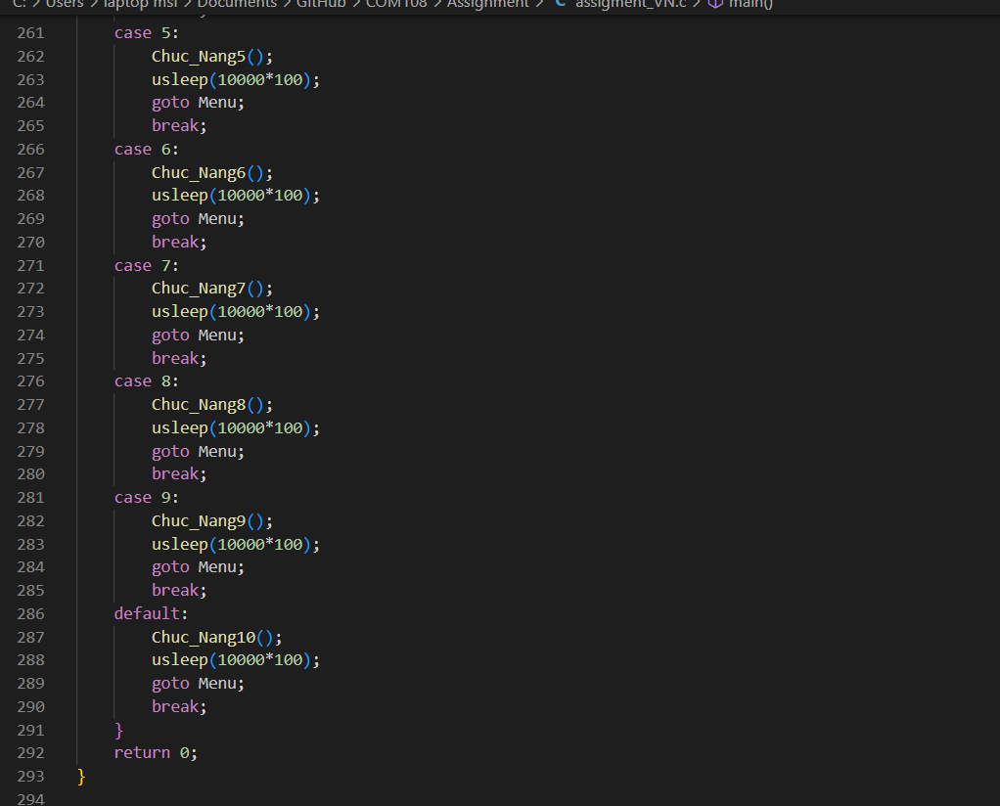 C: > Users > laptop msi > Documents > GitHub > COM108 > Assignment > C assigment_VN.c > main()
261 case 5:
262 Chuc_Nang5();
263 usleep(10000*100);
264 goto Menu;
265 break;
266 case 6:
267 Chuc_Nang6();
268 usleep(10000*100);
269 goto Menu;
270 break;
271 case 7:
272 Chuc_Nang7();
273 usleep(10000*100);
274 goto Menu;
275 break;
276 case 8:
277 Chuc_Nang8();
278 usleep(10000*100);
279 goto Menu;
280 break;
281 case 9:
282 Chuc_Nang9();
283 usleep(10000*100);
284 goto Menu;
285 break;
286 default:
287 Chuc_Nang10();
288 usleep(10000*100);
289 goto Menu;
290 break;
291 }
292 return 0;
293 }
294